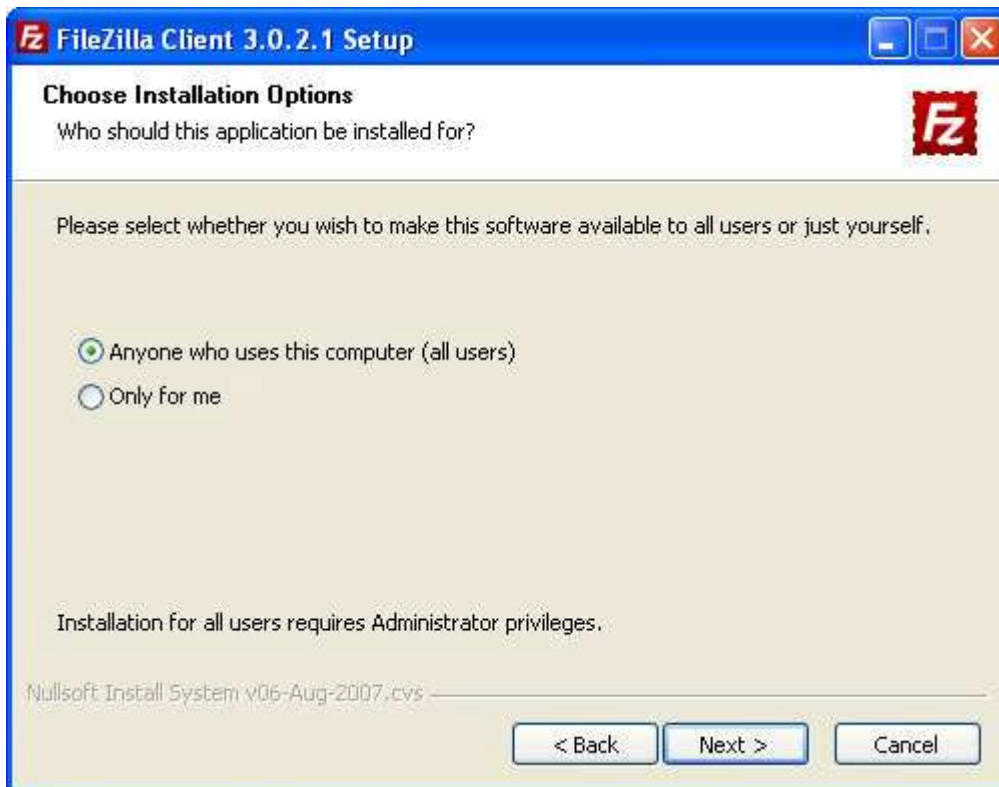 FZ FileZilla Client 3.0.2.1 Setup
Choose Installation Options
Who should this application be installed for?
FZ
Please select whether you wish to make this software available to all users or just yourself.
Anyone who uses this computer (all users)
Only for me
Installation for all users requires Administrator privileges.
Nullsoft Install System v06-Aug-2007.cvs
< Back Next > Cancel